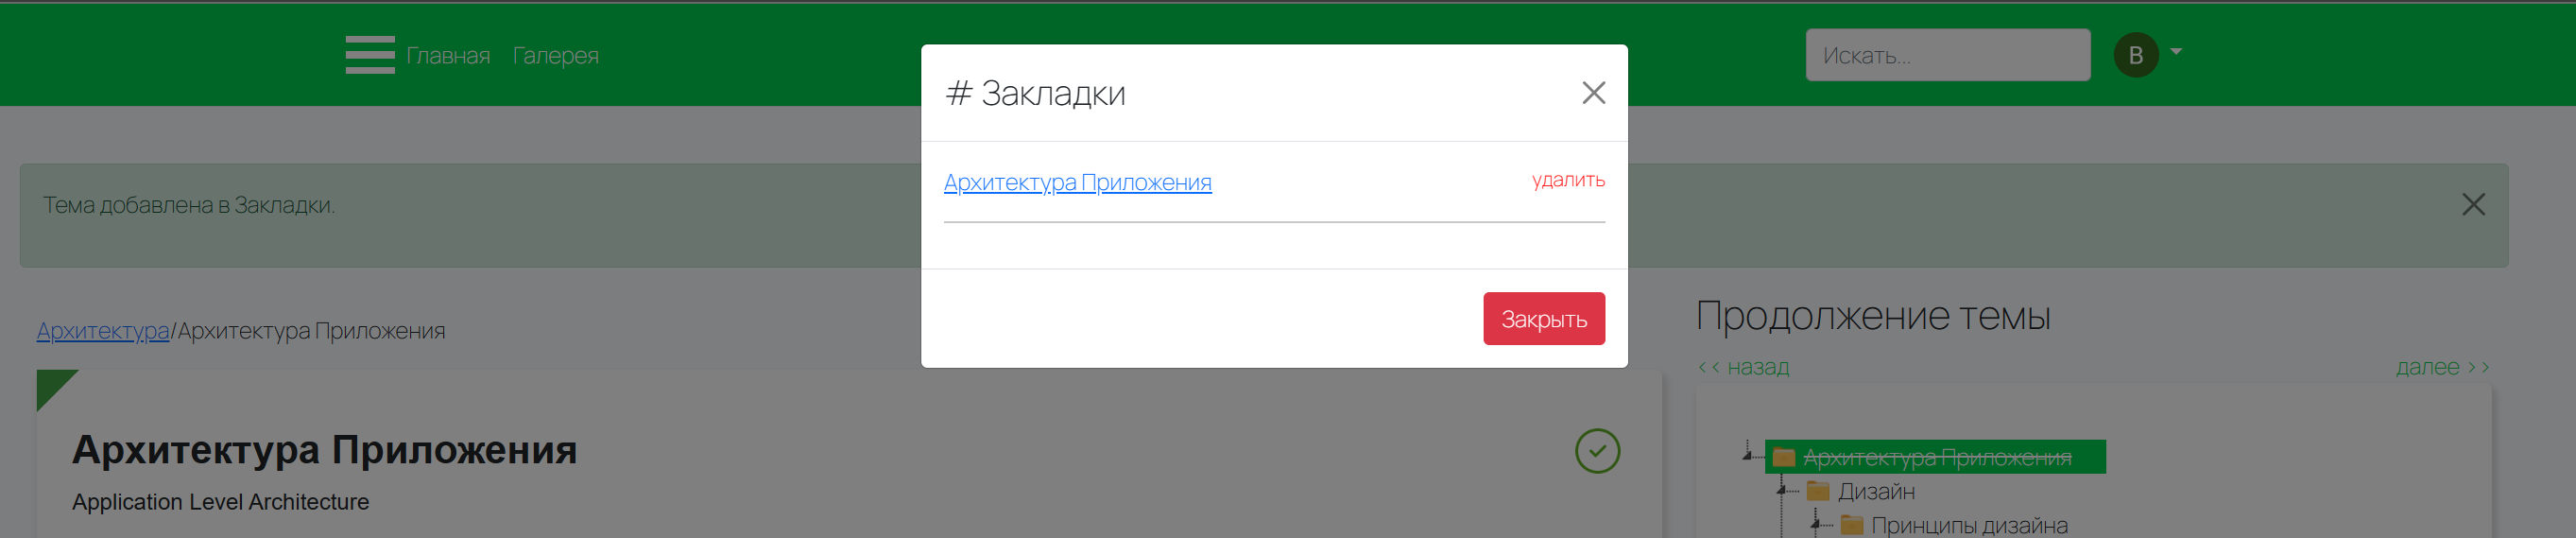 Главная Галерея
Искать...
В
# Закладки
Архитектура Приложения удалить
Закрыть
Тема добавлена в Закладки.
Архитектура/Архитектура Приложения
Архитектура Приложения
Application Level Architecture
Продолжение темы
<< назад далее >>
Архитектура Приложения
Дизайн
Принципы дизайна